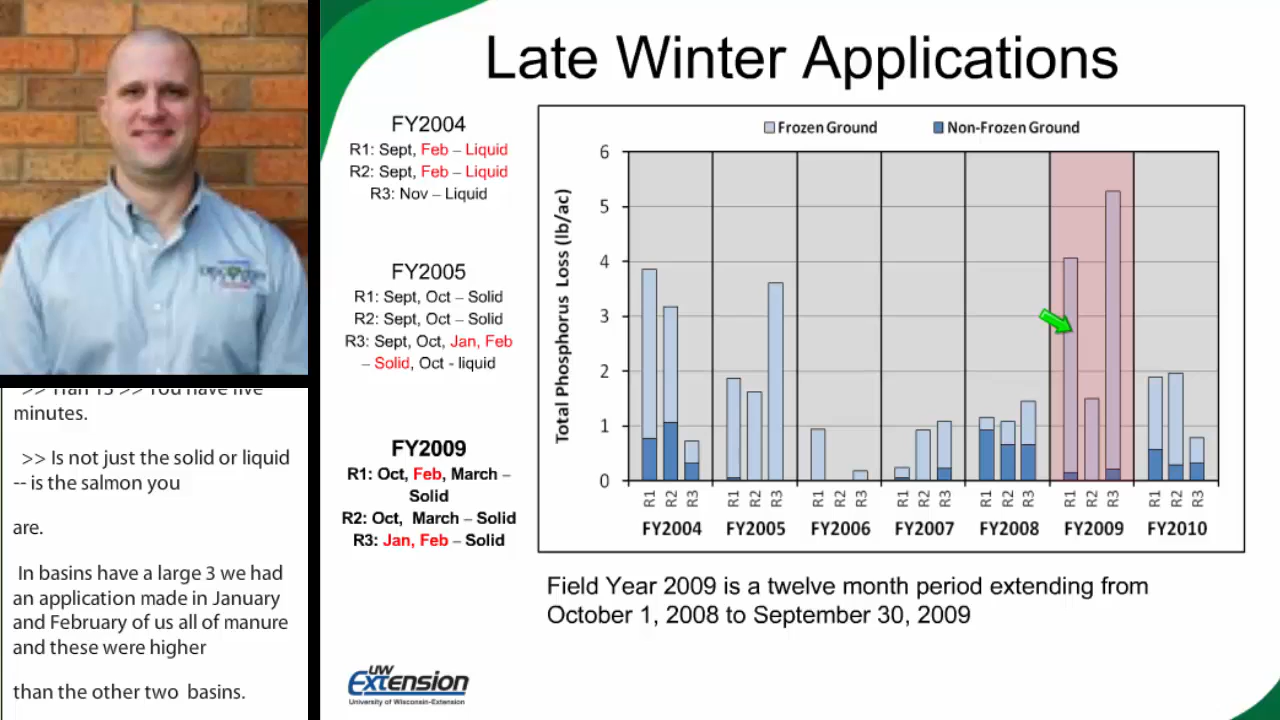 Late Winter Applications
FY2004
R1: Sept, Feb – Liquid
R2: Sept, Feb – Liquid
R3: Nov – Liquid
FY2005
R1: Sept, Oct – Solid
R2: Sept, Oct – Solid
R3: Sept, Oct, Jan, Feb
– Solid, Oct - liquid
FY2009
R1: Oct, Feb, March –
Solid
R2: Oct, March – Solid
R3: Jan, Feb – Solid
Frozen Ground
Non-Frozen Ground
Total Phosphorus Loss (lb/ac)
6
5
4
3
2
1
0
R1 R2 R3 R1 R2 R3 R1 R2 R3 R1 R2 R3 R1 R2 R3 R1 R2 R3 R1 R2 R3
FY2004 FY2005 FY2006 FY2007 FY2008 FY2009 FY2010
Field Year 2009 is a twelve month period extending from
October 1, 2008 to September 30, 2009
UW
Extension
University of Wisconsin-Extension
minutes.
>> Is not just the solid or liquid
-- is the salmon you
are.
In basins have a large 3 we had
an application made in January
and February of us all of manure
and these were higher
than the other two basins.